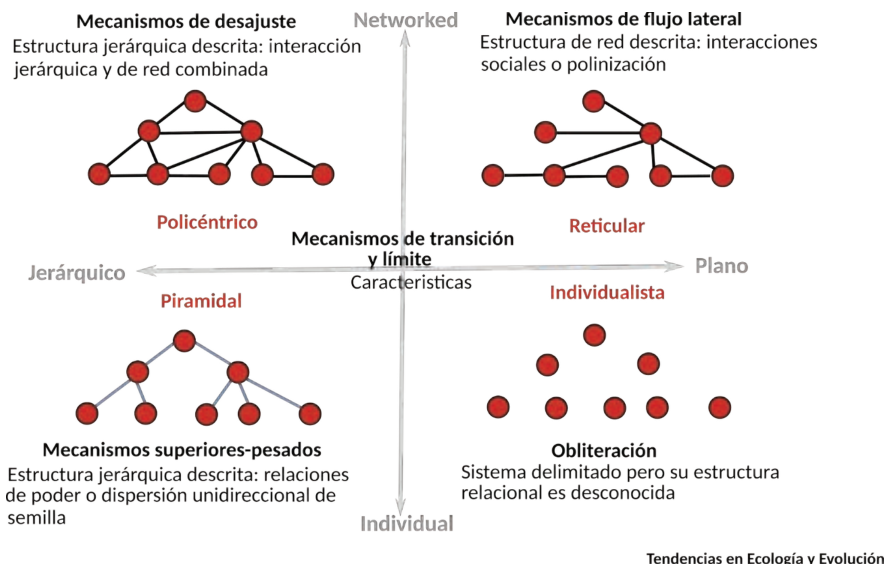 Networked
Mecanismos de desajuste
Estructura jerárquica descrita: interacción
jerárquica y de red combinada
Mecanismos de flujo lateral
Estructura de red descrita: interacciones
sociales o polinización
Policéntrico
Reticular
Mecanismos de transición
y límite
Caracteristicas
Jerárquico
Plano
Piramidal
Individualista
Mecanismos superiores-pesados
Estructura jerárquica descrita: relaciones
de poder o dispersión unidireccional de
semilla
Obliteración
Sistema delimitado pero su estructura
relacional es desconocida
Individual
Tendencias en Ecología y Evolución